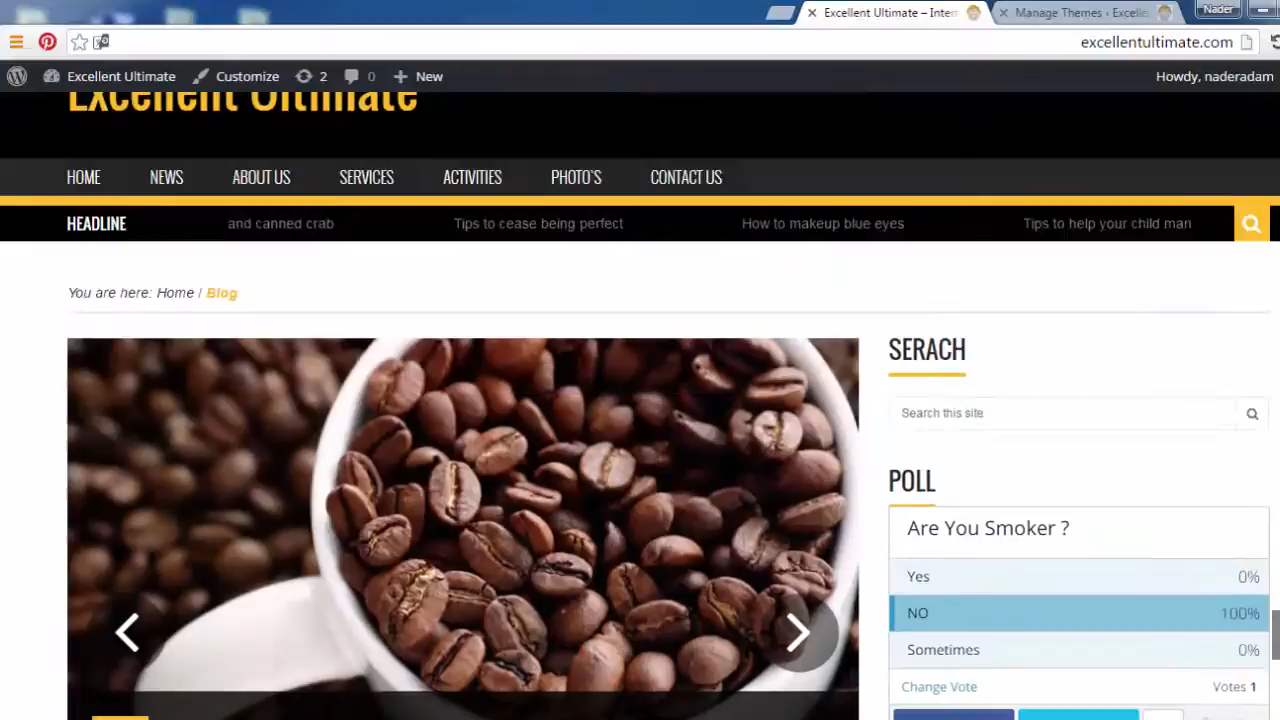 Excellent Ultimate – Inter
Manage Themes ‹ Excelle
Nader
excellentultimate.com
Excellent Ultimate
Customize
2
0
New
Howdy, naderadam
Excellent Ultimate
HOME
NEWS
ABOUT US
SERVICES
ACTIVITIES
PHOTO`S
CONTACT US
HEADLINE
and canned crab
Tips to cease being perfect
How to makeup blue eyes
Tips to help your child man
You are here: Home / Blog
SERACH
Search this site
POLL
Are You Smoker ?
Yes 0%
NO 100%
Sometimes 0%
Change Vote Votes 1